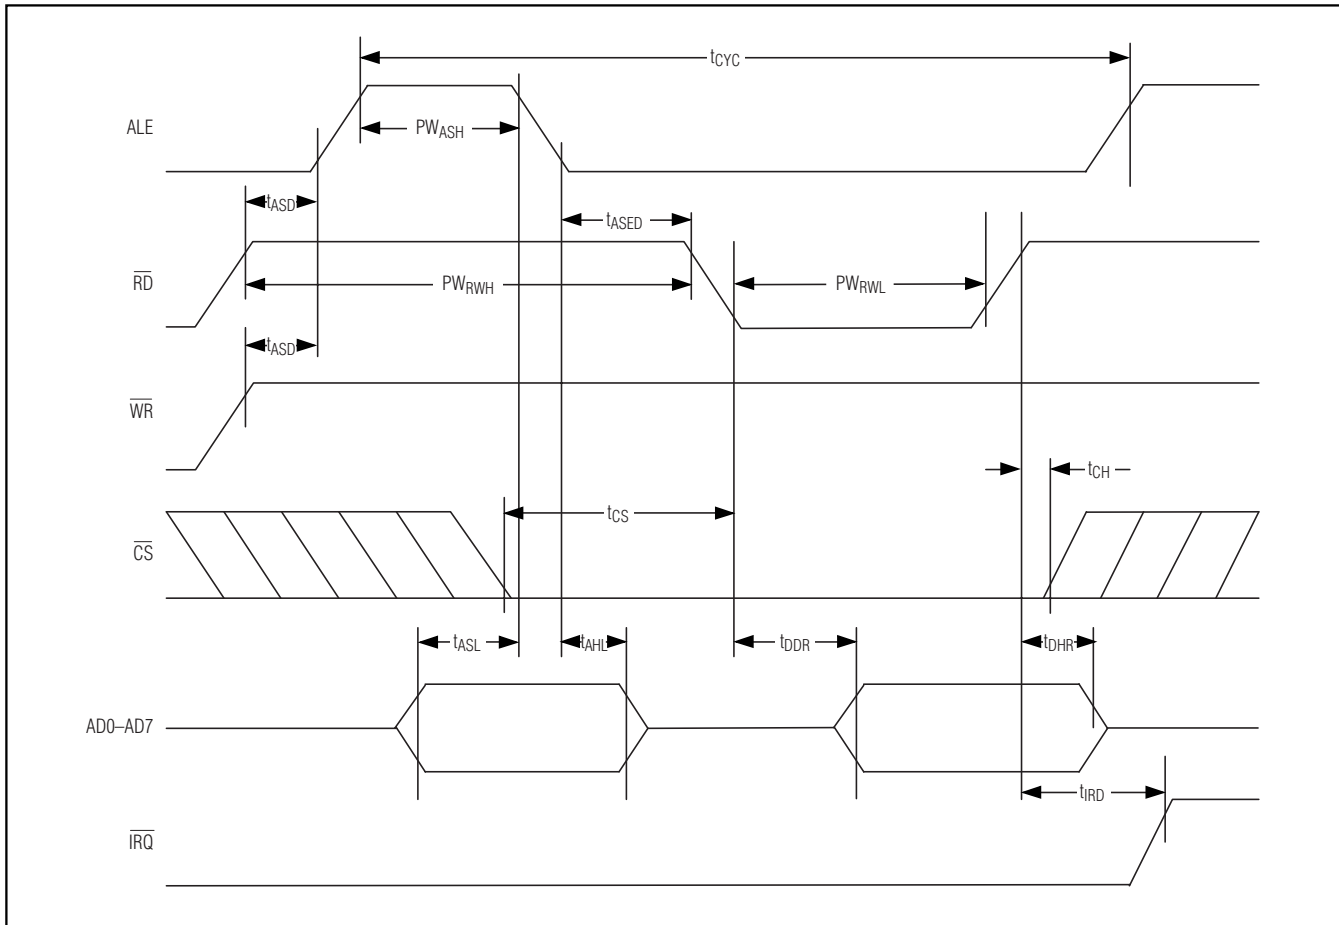 tCYC
ALE
PWASH
tASD
tASED
RD
PWRWH
PWRWL
tASD
WR
tCH
tCS
CS
tASL
tAHL
tDDR
tDHR
AD0–AD7
tIRD
IRQ